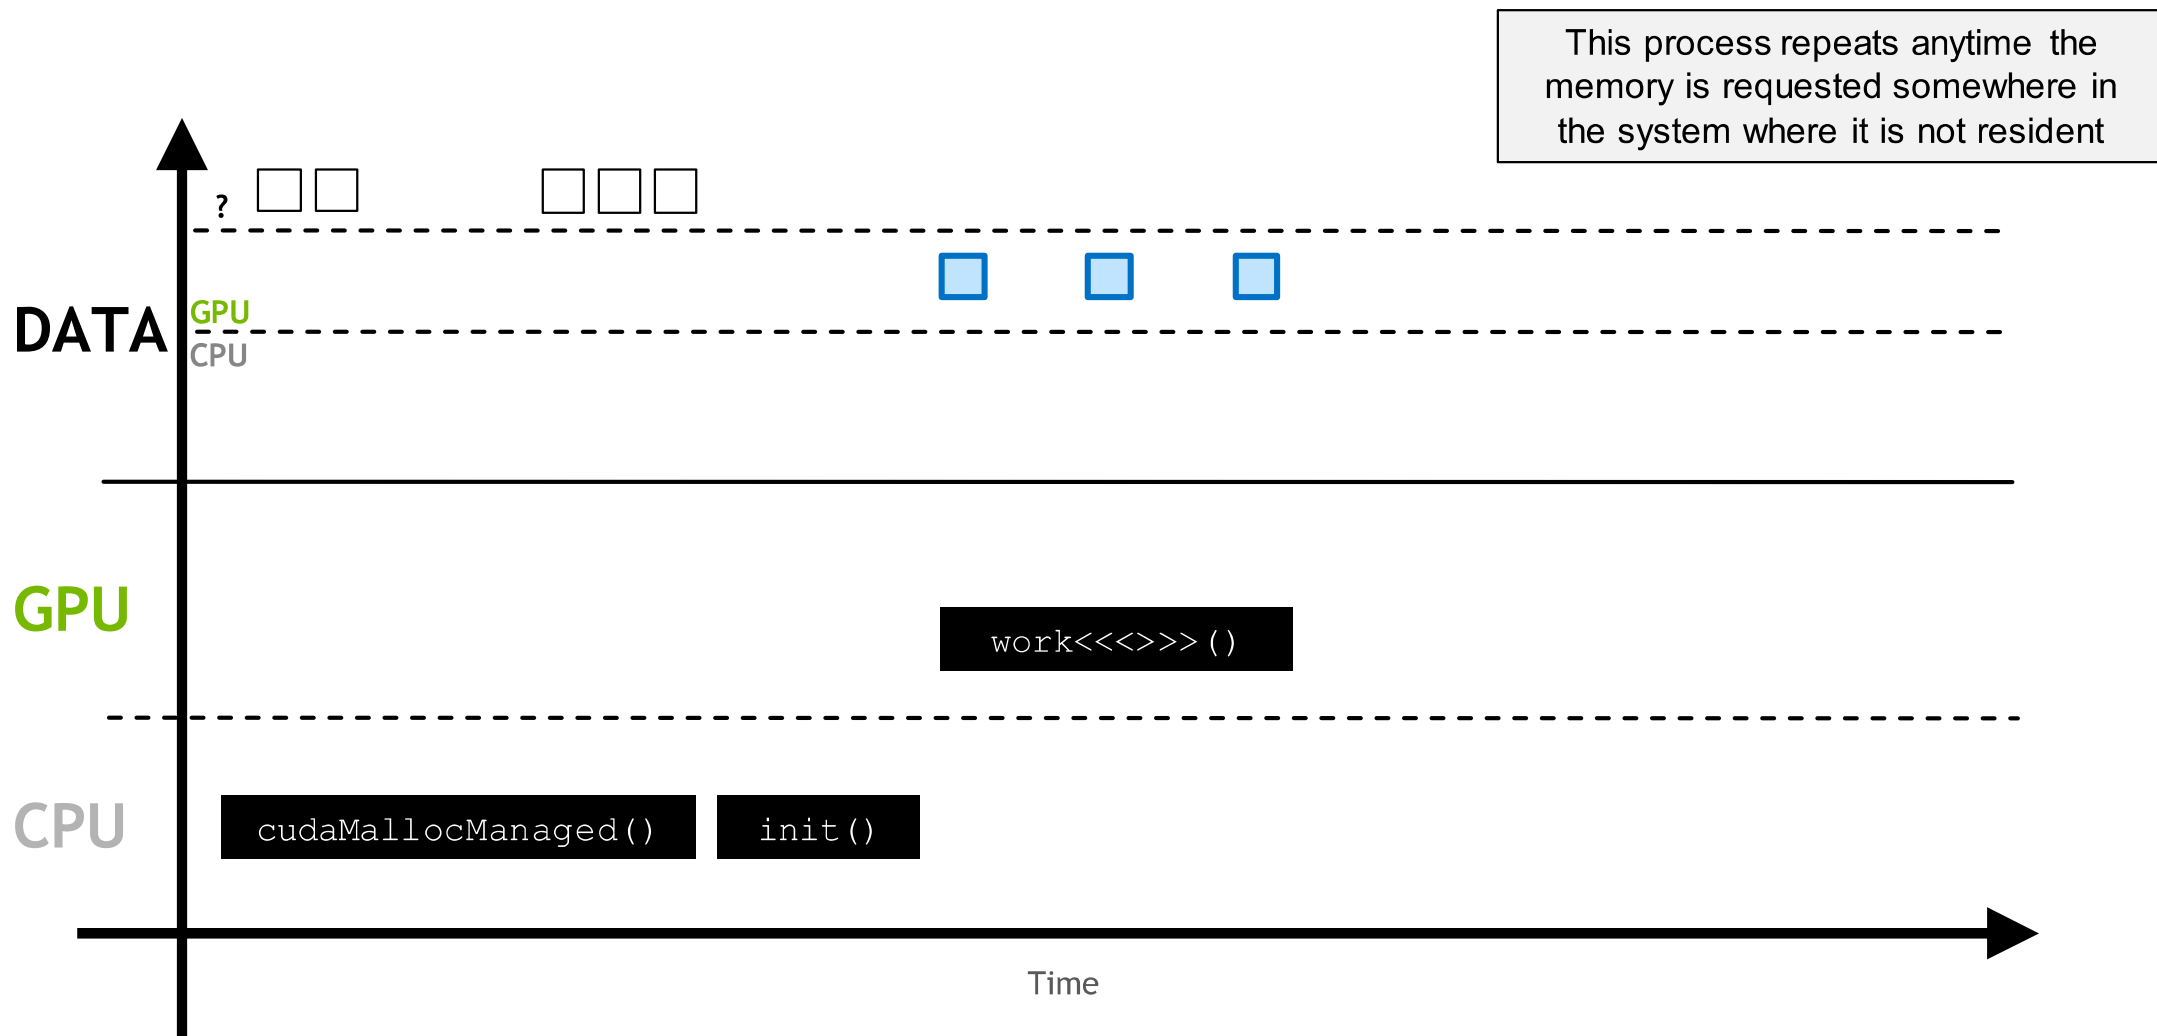 This process repeats anytime the
memory is requested somewhere in
the system where it is not resident
?
DATA
GPU
CPU
GPU
work<<<>>>()
CPU
cudaMallocManaged()
init()
Time